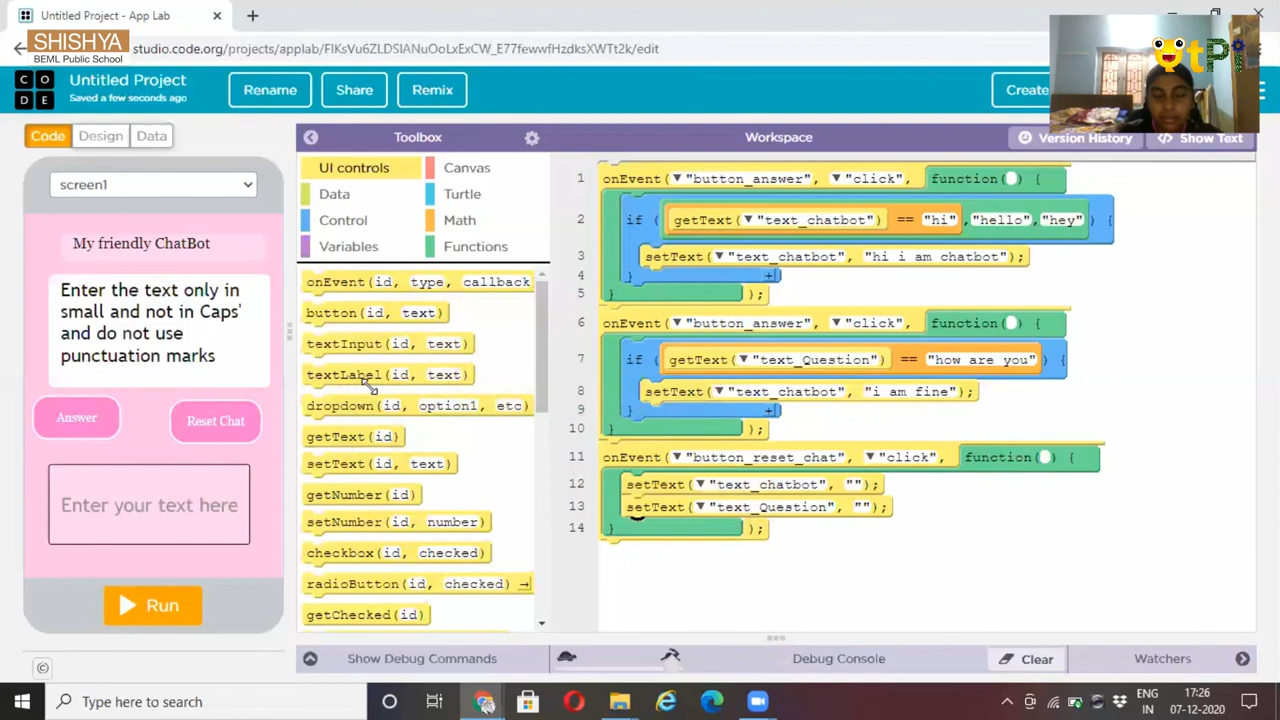 Untitled Project - App Lab
SHISHYA
BEML Public School
studio.code.org/projects/applab/FlKsVu6ZLDSlANuOoLxExCW_E77fewwfHzdksXWTt2k/edit
OtPi
CODE
Untitled Project
Saved a few seconds ago
Rename
Share
Remix
Create
Code
Design
Data
Toolbox
Workspace
Version History
</> Show Text
screen1
My friendly ChatBot
Enter the text only in
small and not in Caps'
and do not use
punctuation marks
Answer
Reset Chat
Enter your text here
Run
UI controls
Canvas
Data
Turtle
Control
Math
Variables
Functions
onEvent(id, type, callback
button(id, text)
textInput(id, text)
textLabel(id, text)
dropdown(id, option1, etc)
getText(id)
setText(id, text)
getNumber(id)
setNumber(id, number)
checkbox(id, checked)
radioButton(id, checked) →
getChecked(id)
1 onEvent(▼"button_answer", ▼"click", function() {
2 if (getText(▼"text_chatbot") == "hi","hello","hey") {
3 setText(▼"text_chatbot", "hi i am chatbot");
4 } +
5 } );
6 onEvent(▼"button_answer", ▼"click", function() {
7 if (getText(▼"text_Question") == "how are you") {
8 setText(▼"text_chatbot", "i am fine");
9 } +
10 } );
11 onEvent(▼"button_reset_chat", ▼"click", function() {
12 setText(▼"text_chatbot", "");
13 setText(▼"text_Question", "");
14 } );
©
Show Debug Commands
Debug Console
Clear
Watchers
Type here to search
ENG
IN
17:26
07-12-2020